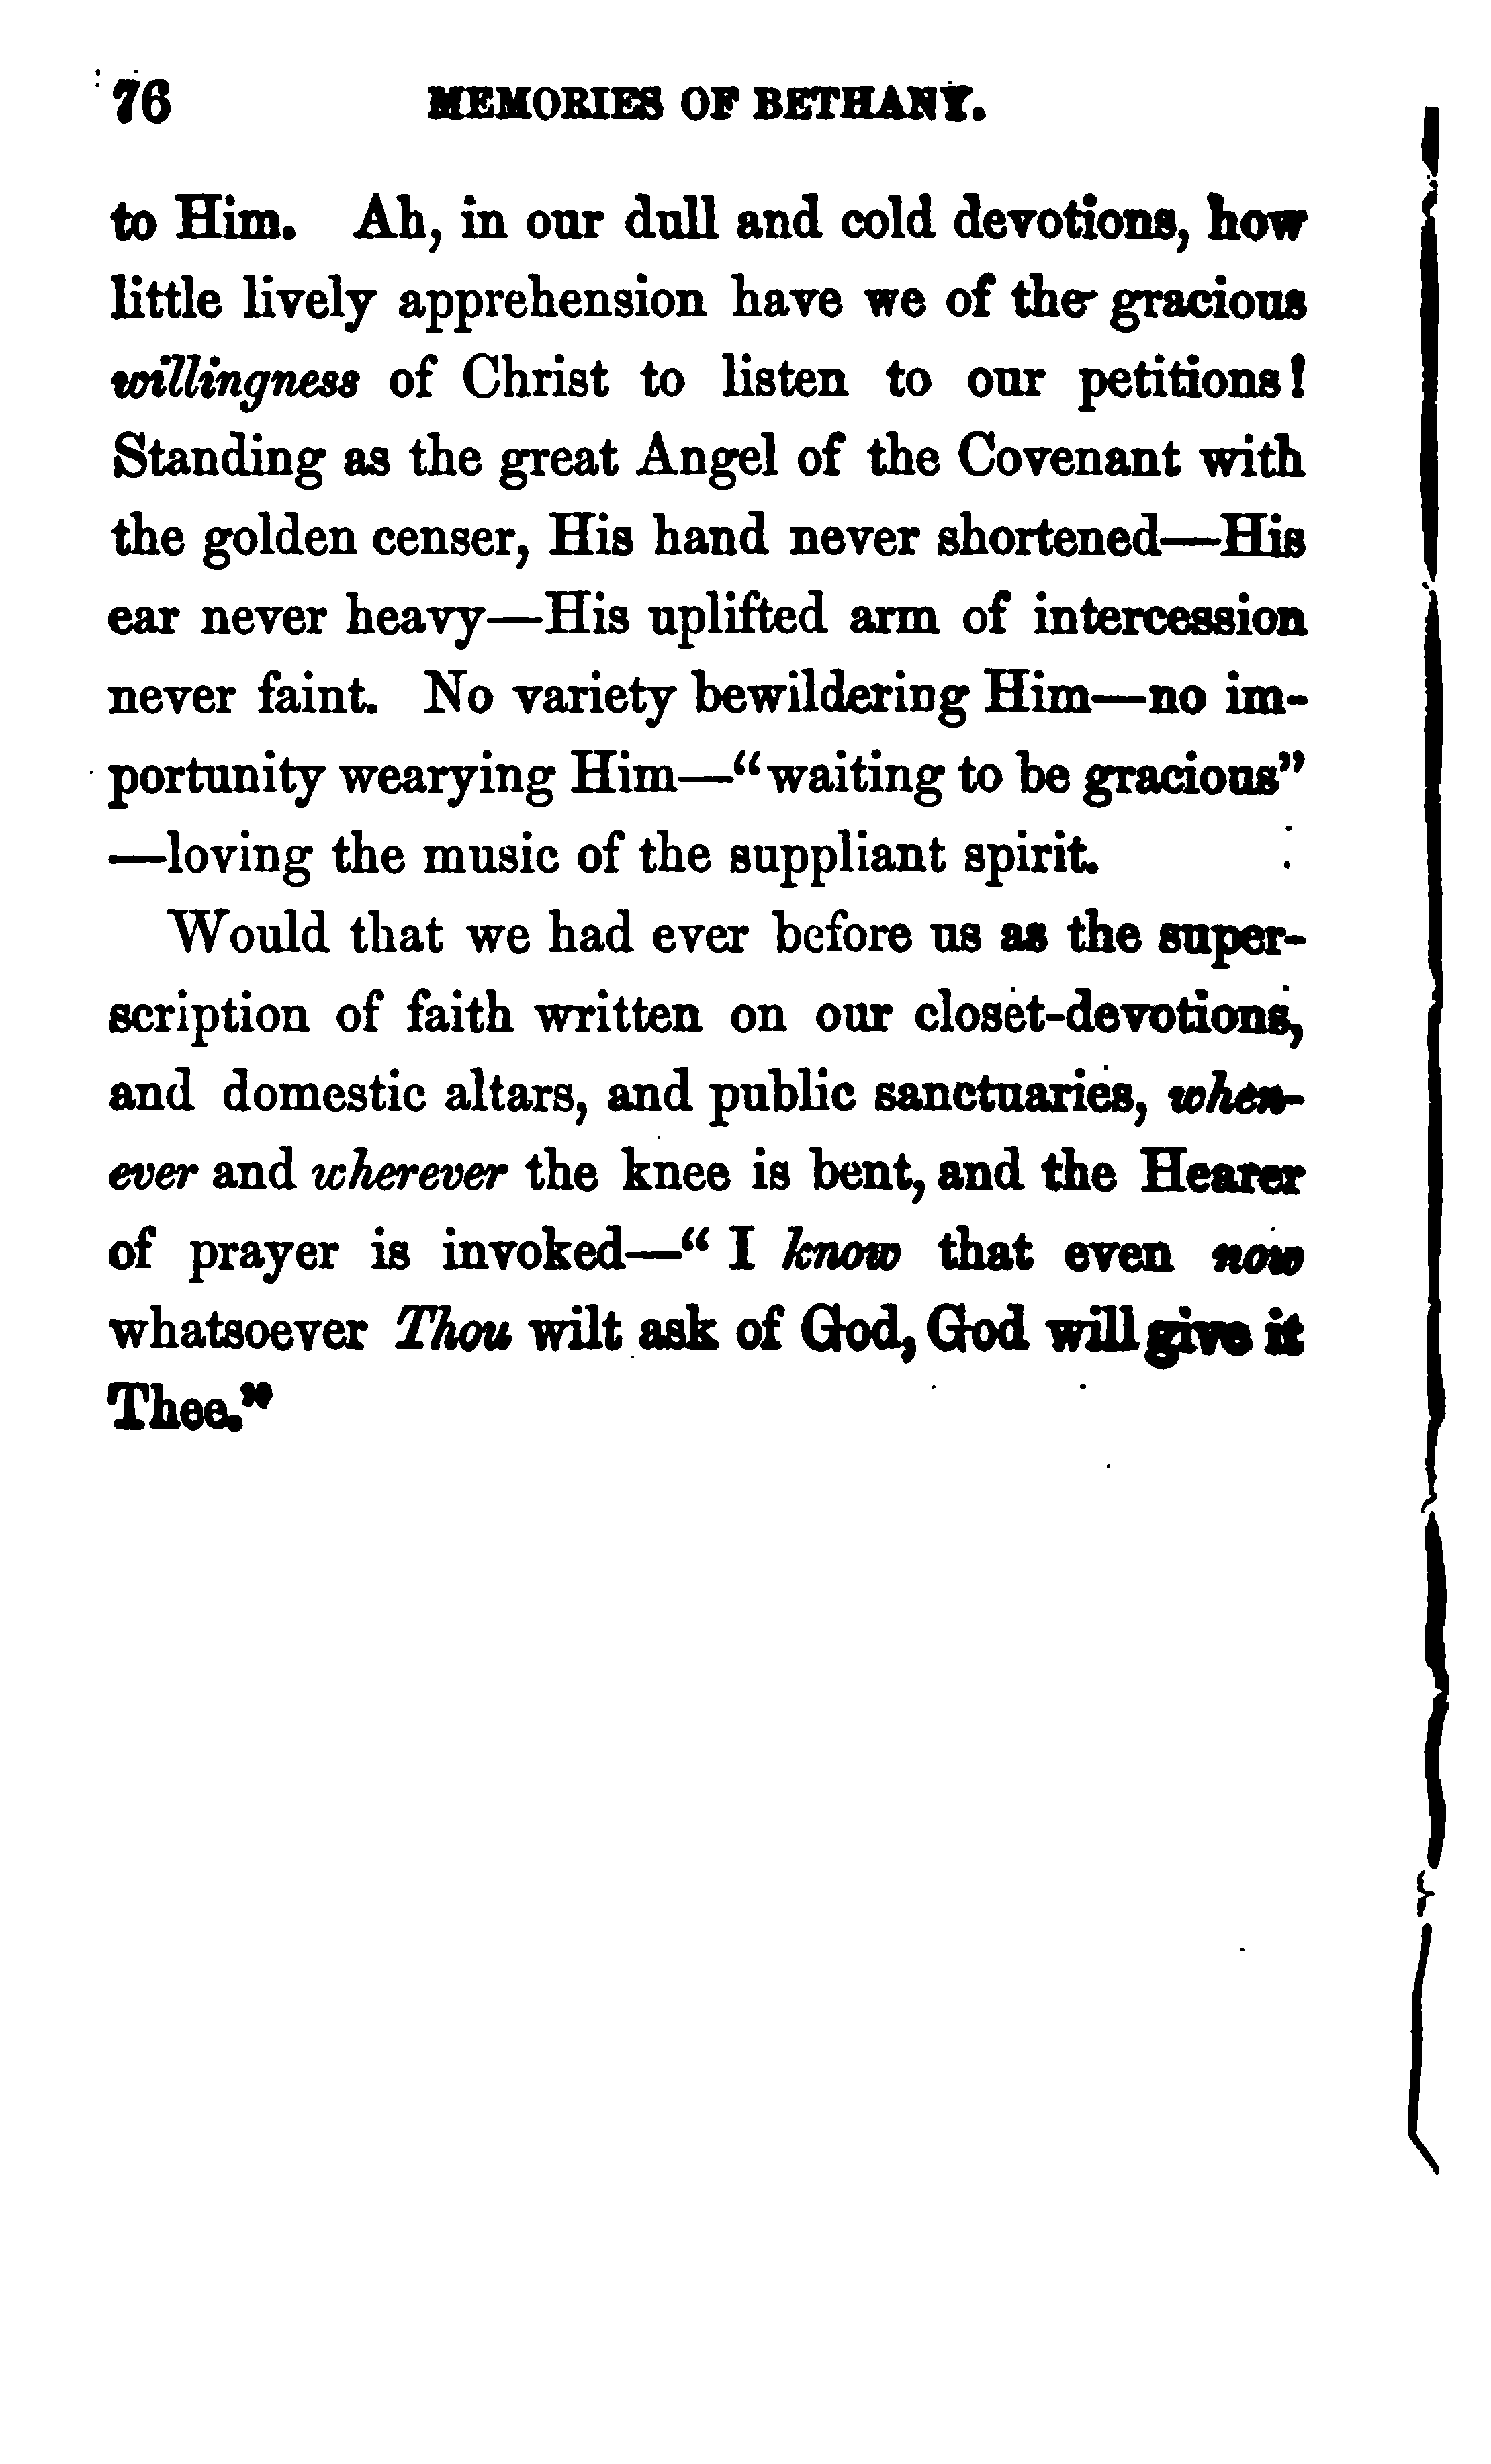 76 MEMORIES OF BETHANY.
to Him. Ah, in our dull and cold devotions, how
little lively apprehension have we of the gracious
willingness of Christ to listen to our petitions!
Standing as the great Angel of the Covenant with
the golden censer, His hand never shortened—His
ear never heavy—His uplifted arm of intercession
never faint. No variety bewildering Him—no im-
portunity wearying Him—“waiting to be gracious”
—loving the music of the suppliant spirit.
Would that we had ever before us as the super-
scription of faith written on our closet-devotions,
and domestic altars, and public sanctuaries, when-
ever and wherever the knee is bent, and the Hearer
of prayer is invoked—“ I know that even now
whatsoever Thou wilt ask of God, God will give it
Thee.”